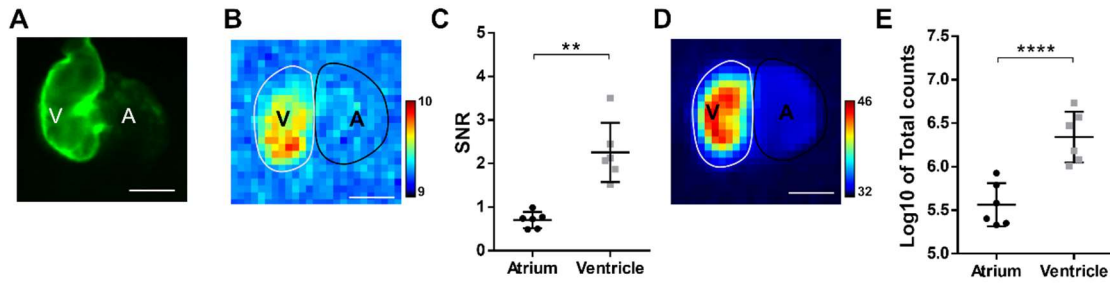 A
V
A
B
V
A
10
9
C
SNR
5
4
3
2
1
0
**
Atrium
Ventricle
D
V
A
46
32
E
Log10 of Total counts
7.5
7.0
6.5
6.0
5.5
5.0
****
Atrium
Ventricle